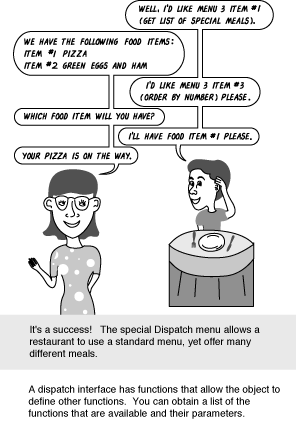 WELL, I'D LIKE MENU 3 ITEM #1
(GET LIST OF SPECIAL MEALS).
WE HAVE THE FOLLOWING FOOD ITEMS:
ITEM #1 PIZZA
ITEM #2 GREEN EGGS AND HAM
I'D LIKE MENU 3 ITEM #3
(ORDER BY NUMBER) PLEASE.
WHICH FOOD ITEM WILL YOU HAVE?
I'LL HAVE FOOD ITEM #1 PLEASE.
YOUR PIZZA IS ON THE WAY.
It's a success!   The special Dispatch menu allows a
restaurant to use a standard menu, yet offer many
different meals.
A dispatch interface has functions that allow the object to
define other functions.  You can obtain a list of the
functions that are available and their parameters.